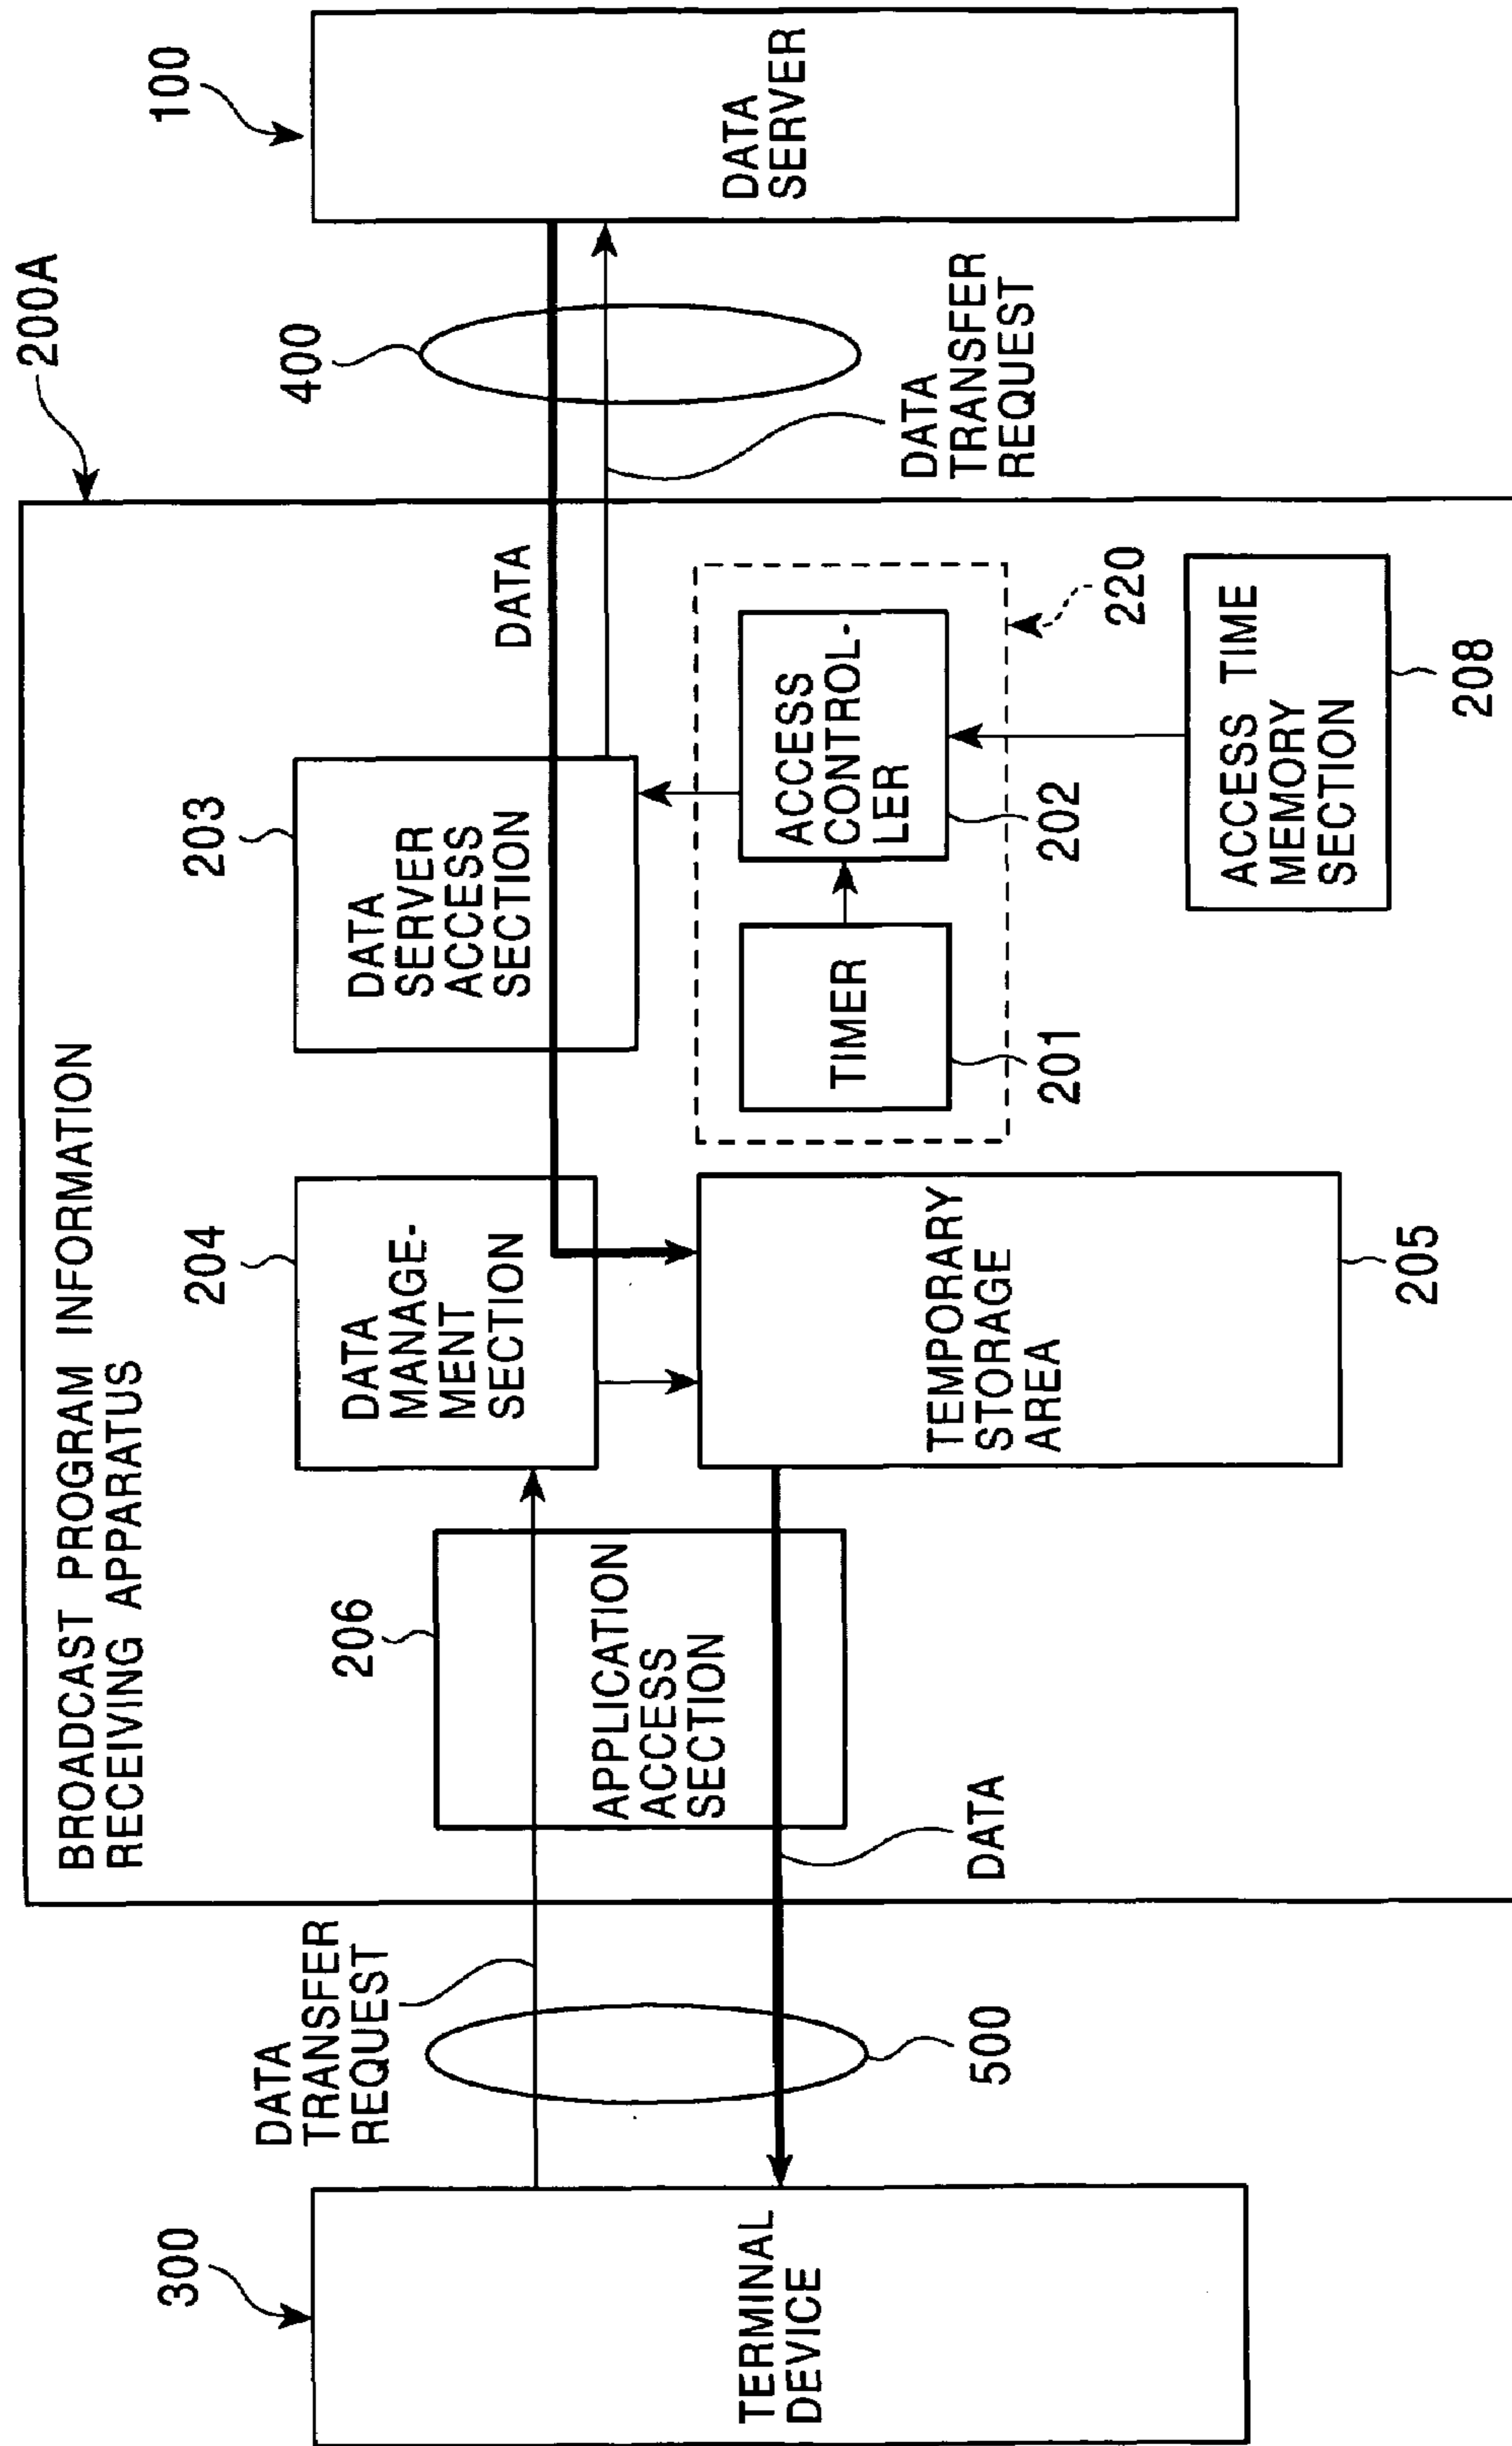 BROADCAST PROGRAM INFORMATION
RECEIVING APPARATUS
200A
100
DATA
SERVER
400
DATA
TRANSFER
REQUEST
DATA
203
DATA
SERVER
ACCESS
SECTION
204
DATA
MANAGE-
MENT
SECTION
206
APPLICATION
ACCESS
SECTION
DATA
TRANSFER
REQUEST
300
TERMINAL
DEVICE
500
DATA
TEMPORARY
STORAGE
AREA
205
TIMER
201
ACCESS
CONTROL-
LER
202
220
ACCESS TIME
MEMORY
SECTION
208